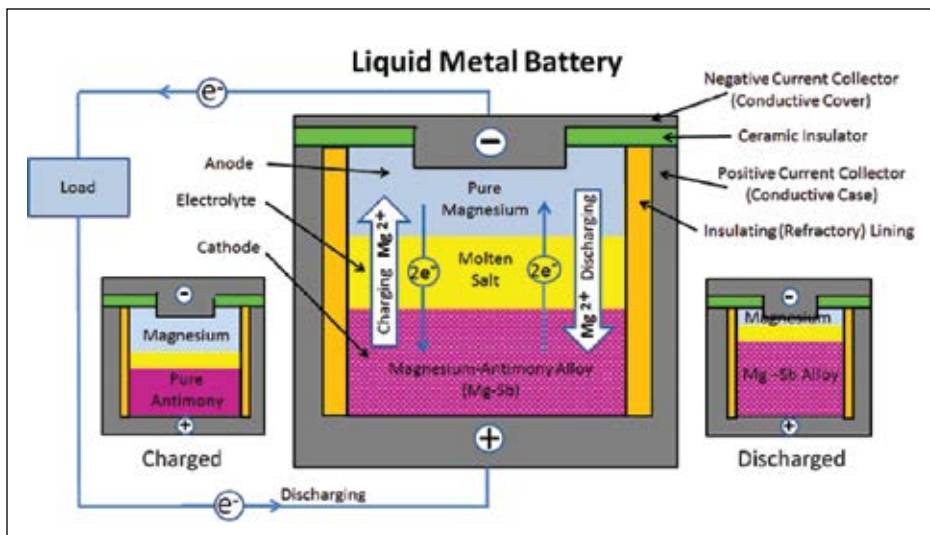 Liquid Metal Battery
e-
Negative Current Collector
(Conductive Cover)
Ceramic Insulator
Positive Current Collector
(Conductive Case)
Insulating (Refractory) Lining
Load
Anode
Electrolyte
Cathode
−
Pure
Magnesium
Molten
Salt
Magnesium-Antimony Alloy
(Mg-Sb)
+
Charging Mg2+
2e-
2e-
Mg2+ Discharging
−
Magnesium
Pure
Antimony
+
Charged
−
Magnesium
Mg-Sb Alloy
+
Discharged
e-
Discharging